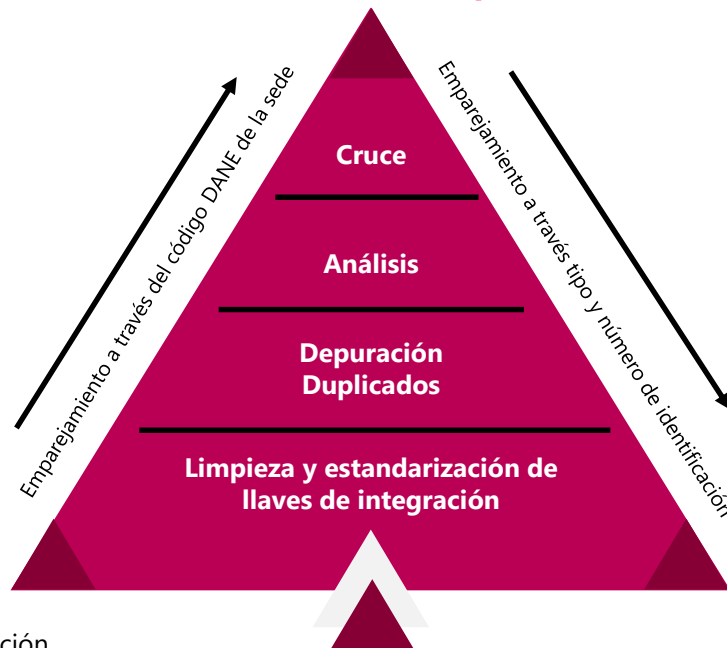 Emparejamiento a través del código DANE de la sede
Emparejamiento a través tipo y número de identificación
Cruce
Análisis
Depuración
Duplicados
Limpieza y estandarización de
llaves de integración